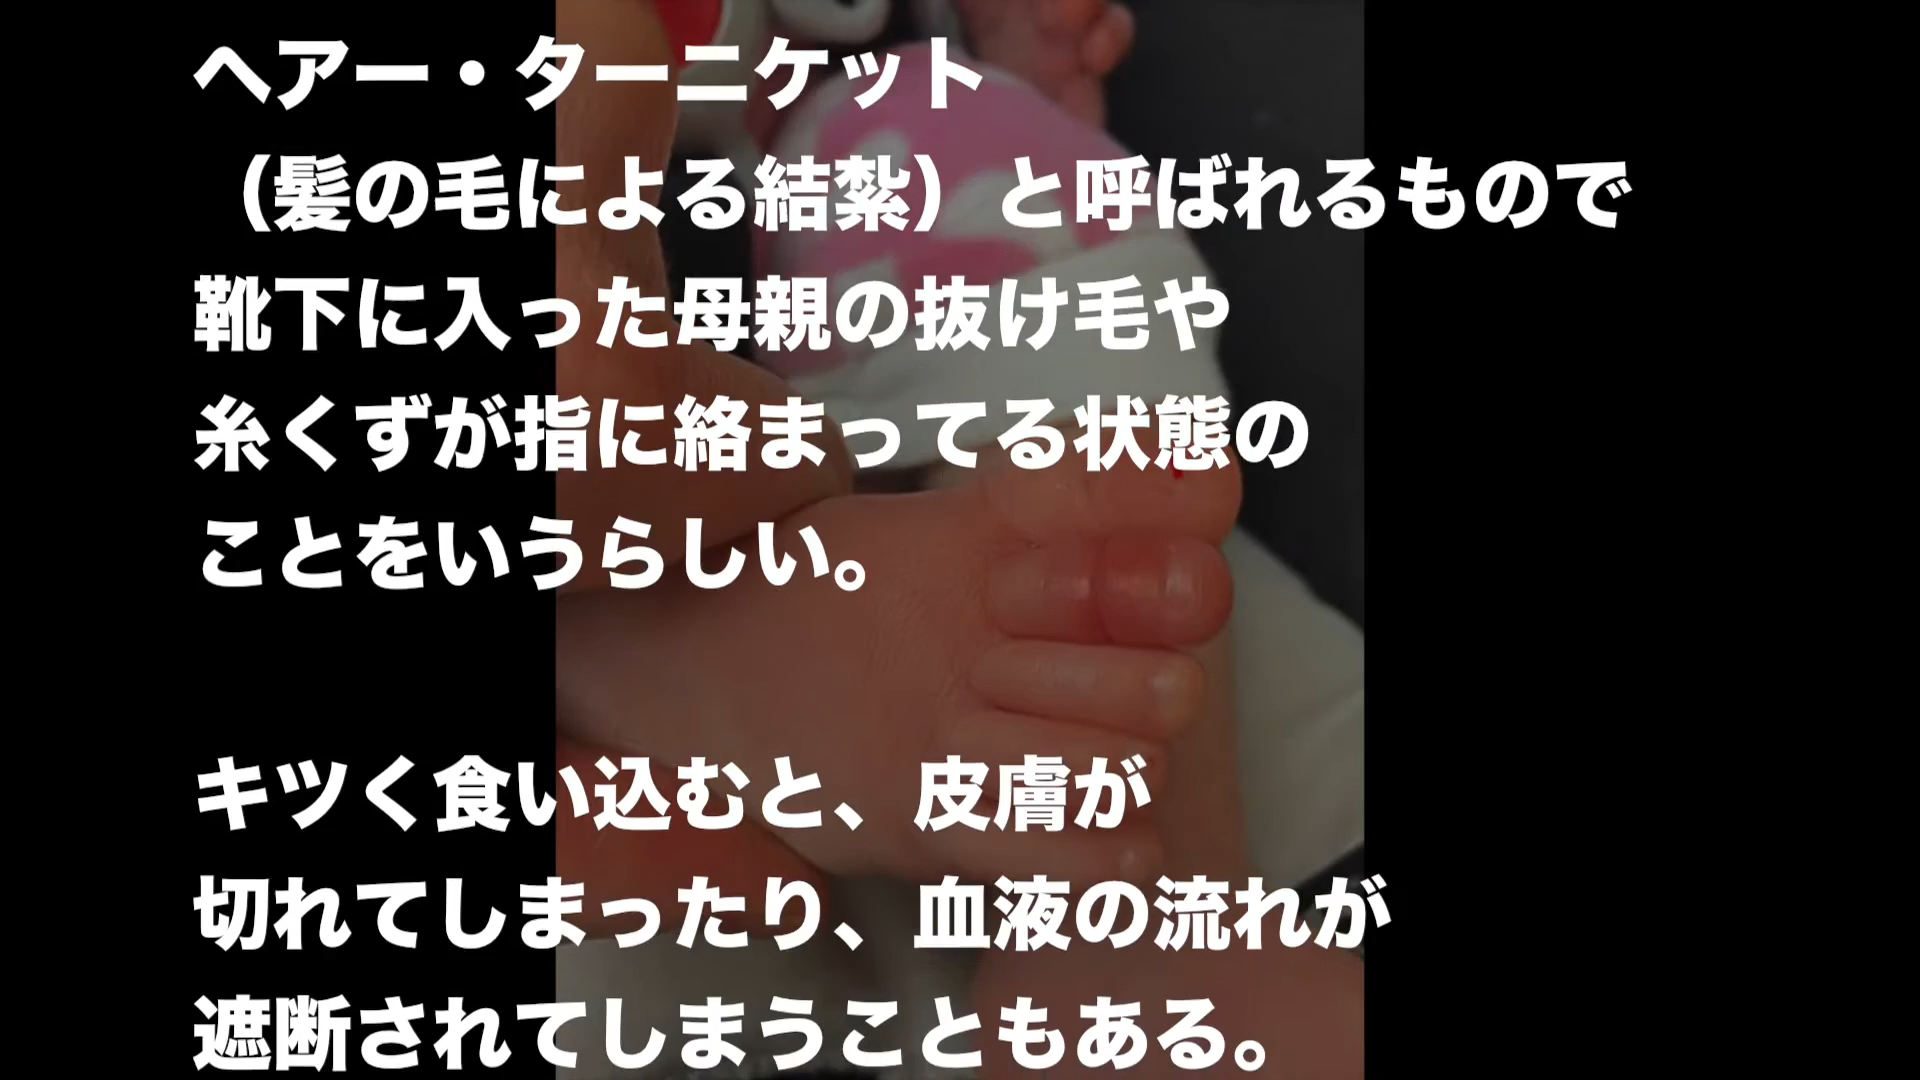 ヘアー・ターニケット
（髪の毛による結紮）と呼ばれるもので
靴下に入った母親の抜け毛や
糸くずが指に絡まってる状態の
ことをいうらしい。
キツく食い込むと、皮膚が
切れてしまったり、血液の流れが
遮断されてしまうこともある。